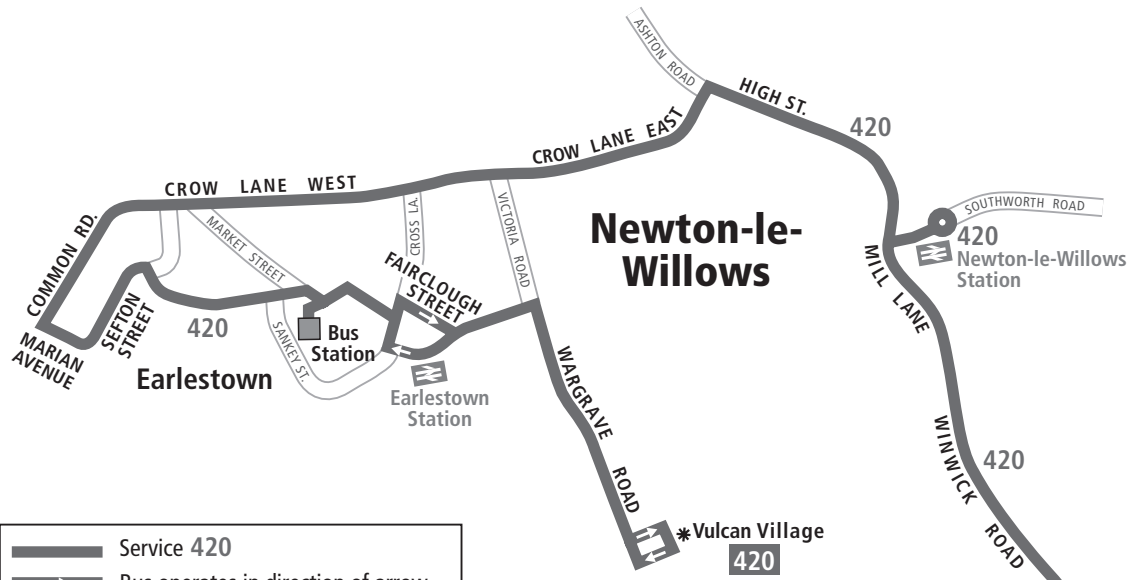 ASHTON ROAD
HIGH ST.
420
CROW LANE EAST
CROW LANE WEST
COMMON RD.
MARKET STREET
CROSS LA.
VICTORIA ROAD
Newton-le-
Willows
SOUTHWORTH ROAD
420
Newton-le-Willows
Station
MILL LANE
FAIRCLOUGH
STREET
SEFTON
STREET
420
MARIAN
AVENUE
SANKEY ST.
Bus
Station
Earlestown
Earlestown
Station
WARGRAVE ROAD
WINWICK ROAD
420
*Vulcan Village
420
Service 420
Bus operates in direction of arrow